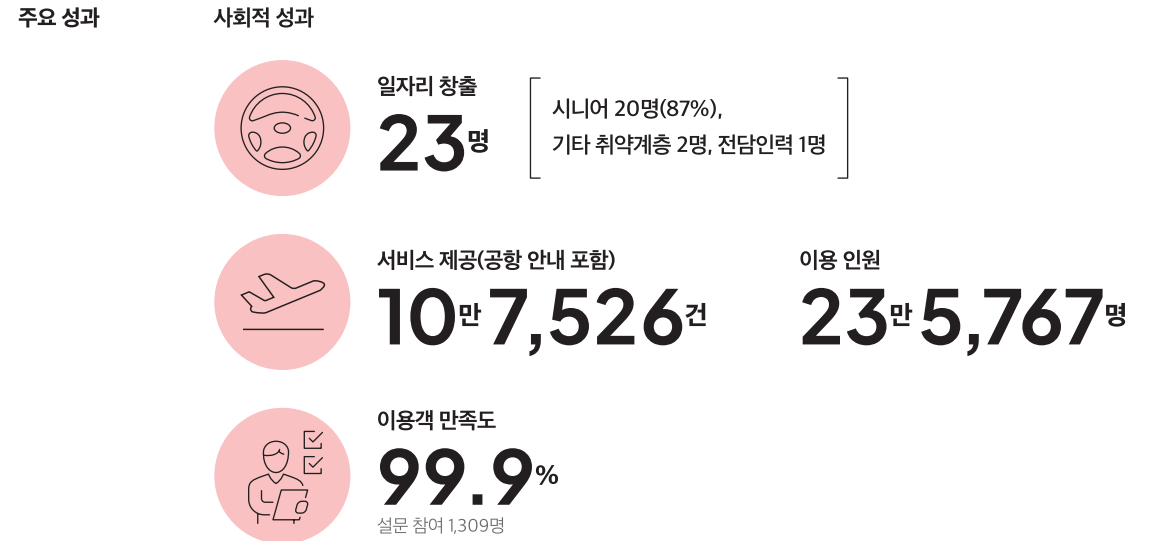 주요 성과
사회적 성과
일자리 창출
23명
시니어 20명(87%),
기타 취약계층 2명, 전담인력 1명
서비스 제공(공항 안내 포함)
10만 7,526건
이용 인원
23만 5,767명
이용객 만족도
99.9%
설문 참여 1,309명